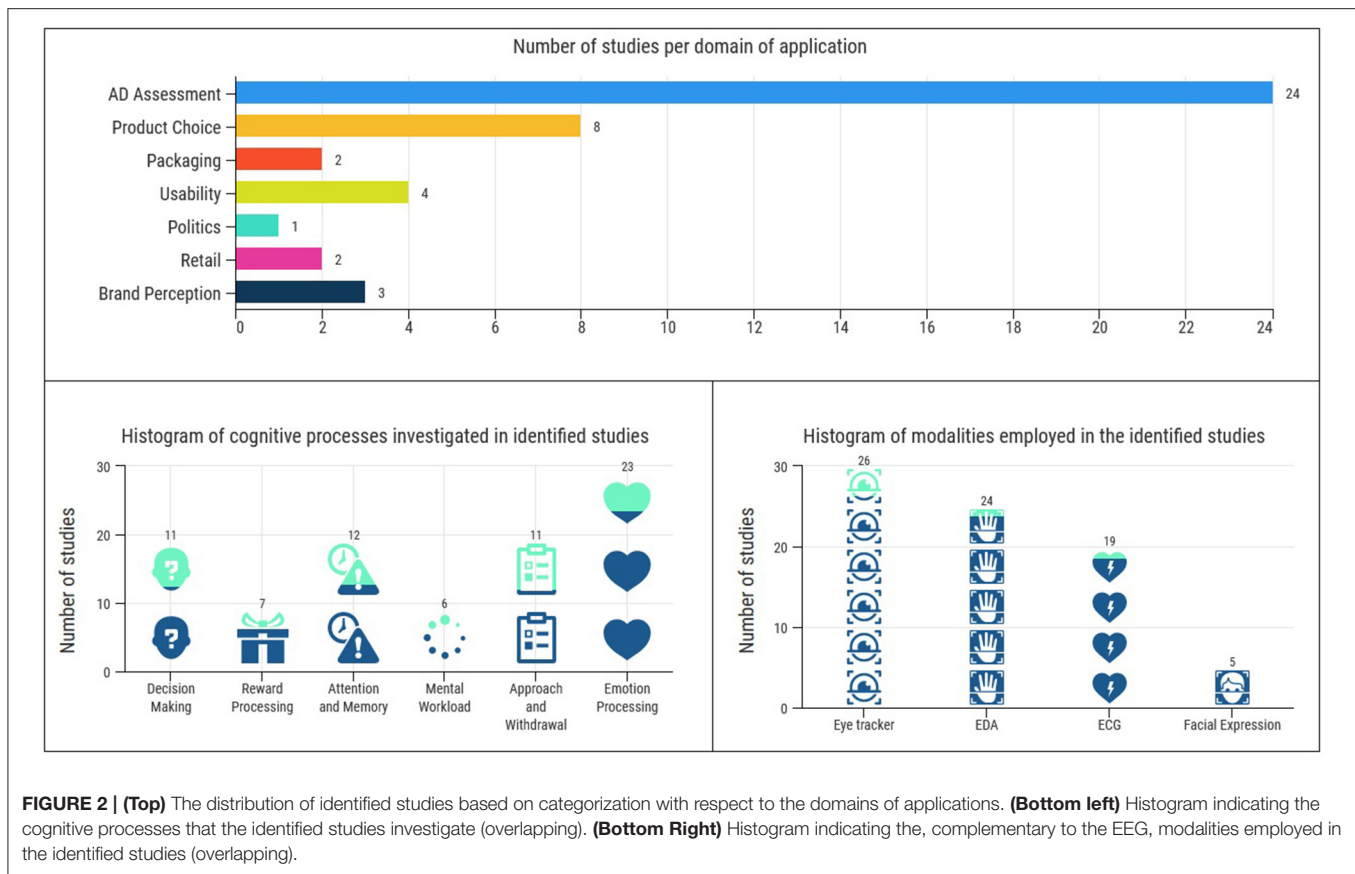 Number of studies per domain of application
AD Assessment
24
Product Choice
8
Packaging
2
Usability
4
Politics
1
Retail
2
Brand Perception
3
0 2 4 6 8 10 12 14 16 18 20 22 24
Histogram of cognitive processes investigated in identified studies
Number of studies
30
20
10
0
11
7
12
6
11
23
?
?
!
!
Decision Making
Reward Processing
Attention and Memory
Mental Workload
Approach and Withdrawal
Emotion Processing
Histogram of modalities employed in the identified studies
Number of studies
30
20
10
0
26
24
19
5
Eye tracker
EDA
ECG
Facial Expression
FIGURE 2 | (Top) The distribution of identified studies based on categorization with respect to the domains of applications. (Bottom left) Histogram indicating the
cognitive processes that the identified studies investigate (overlapping). (Bottom Right) Histogram indicating the, complementary to the EEG, modalities employed in
the identified studies (overlapping).